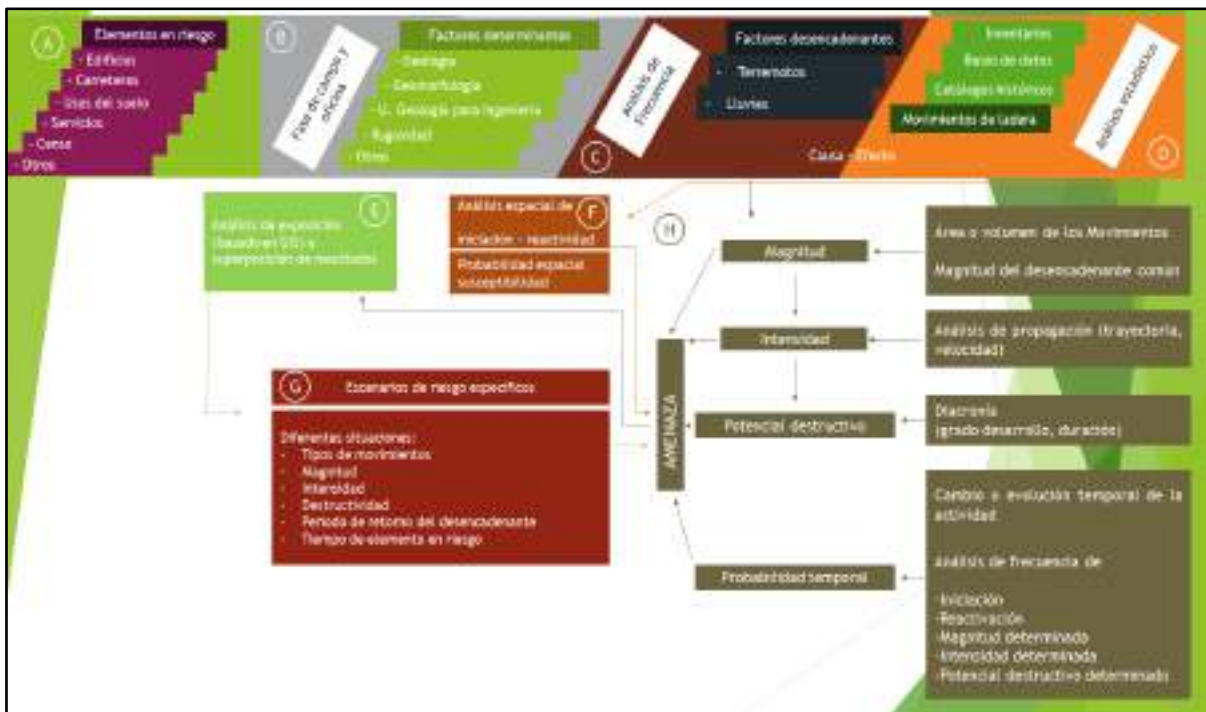 A
Elementos en riesgo
- Edificios
- Carreteras
- Usos del suelo
- Servicios
- Censo
- Otros
B
Fase de campo y
oficina
Factores determinantes
- Geología
- Geomorfología
- U. Geología para Ingeniería
- Rugosidad
- Otros
Análisis de
Frecuencia
C
Factores desencadenantes
- Terremotos
- Lluvias
Causa - Efecto
Inventarios
Bases de datos
Catálogos históricos
Movimientos de ladera
Análisis estadístico
D
E
Análisis de exposición
(basado en SIG) o
superposición de resultados
F
Análisis espacial de
iniciación - reactividad
Probabilidad espacial
susceptibilidad
H
Magnitud
Intensidad
Potencial destructivo
Probabilidad temporal
AMENAZA
Área o volumen de los Movimientos
Magnitud del desencadenante común
Análisis de propagación (trayectoria,
velocidad)
Diacronía
(grado desarrollo, duración)
Cambio o evolución temporal de la
actividad
Análisis de frecuencia de
-Iniciación
-Reactivación
-Magnitud determinada
-Intensidad determinada
-Potencial destructivo determinado
G
Escenarios de riesgo específicos
Diferentes situaciones:
- Tipos de movimientos
- Magnitud
- Intensidad
- Destructividad
- Periodo de retorno del desencadenante
- Tiempo de elemento en riesgo